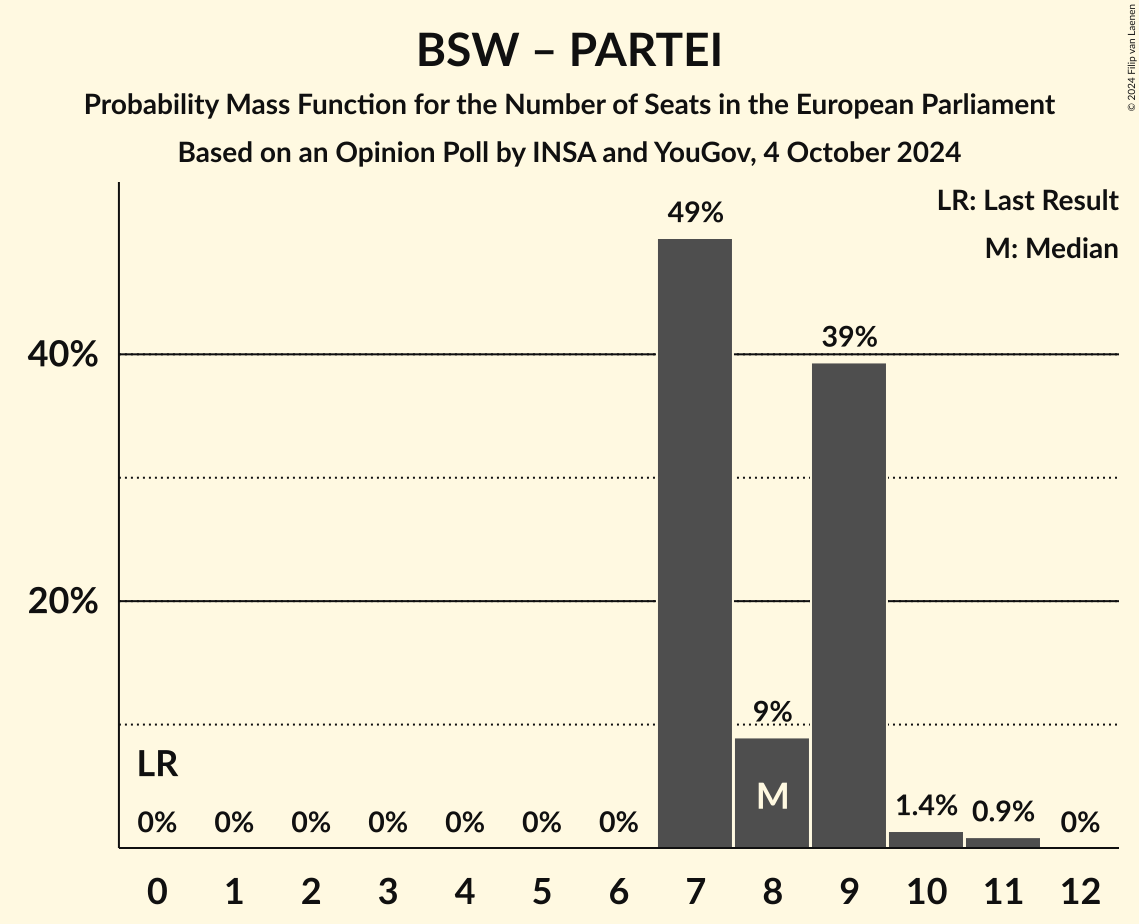 BSW – PARTEI
Probability Mass Function for the Number of Seats in the European Parliament
Based on an Opinion Poll by INSA and YouGov, 4 October 2024
© 2024 Filip van Laenen
LR: Last Result
M: Median
40%
20%
LR
0%
0%
0%
0%
0%
0%
0%
49%
9%
M
39%
1.4%
0.9%
0%
0 1 2 3 4 5 6 7 8 9 10 11 12